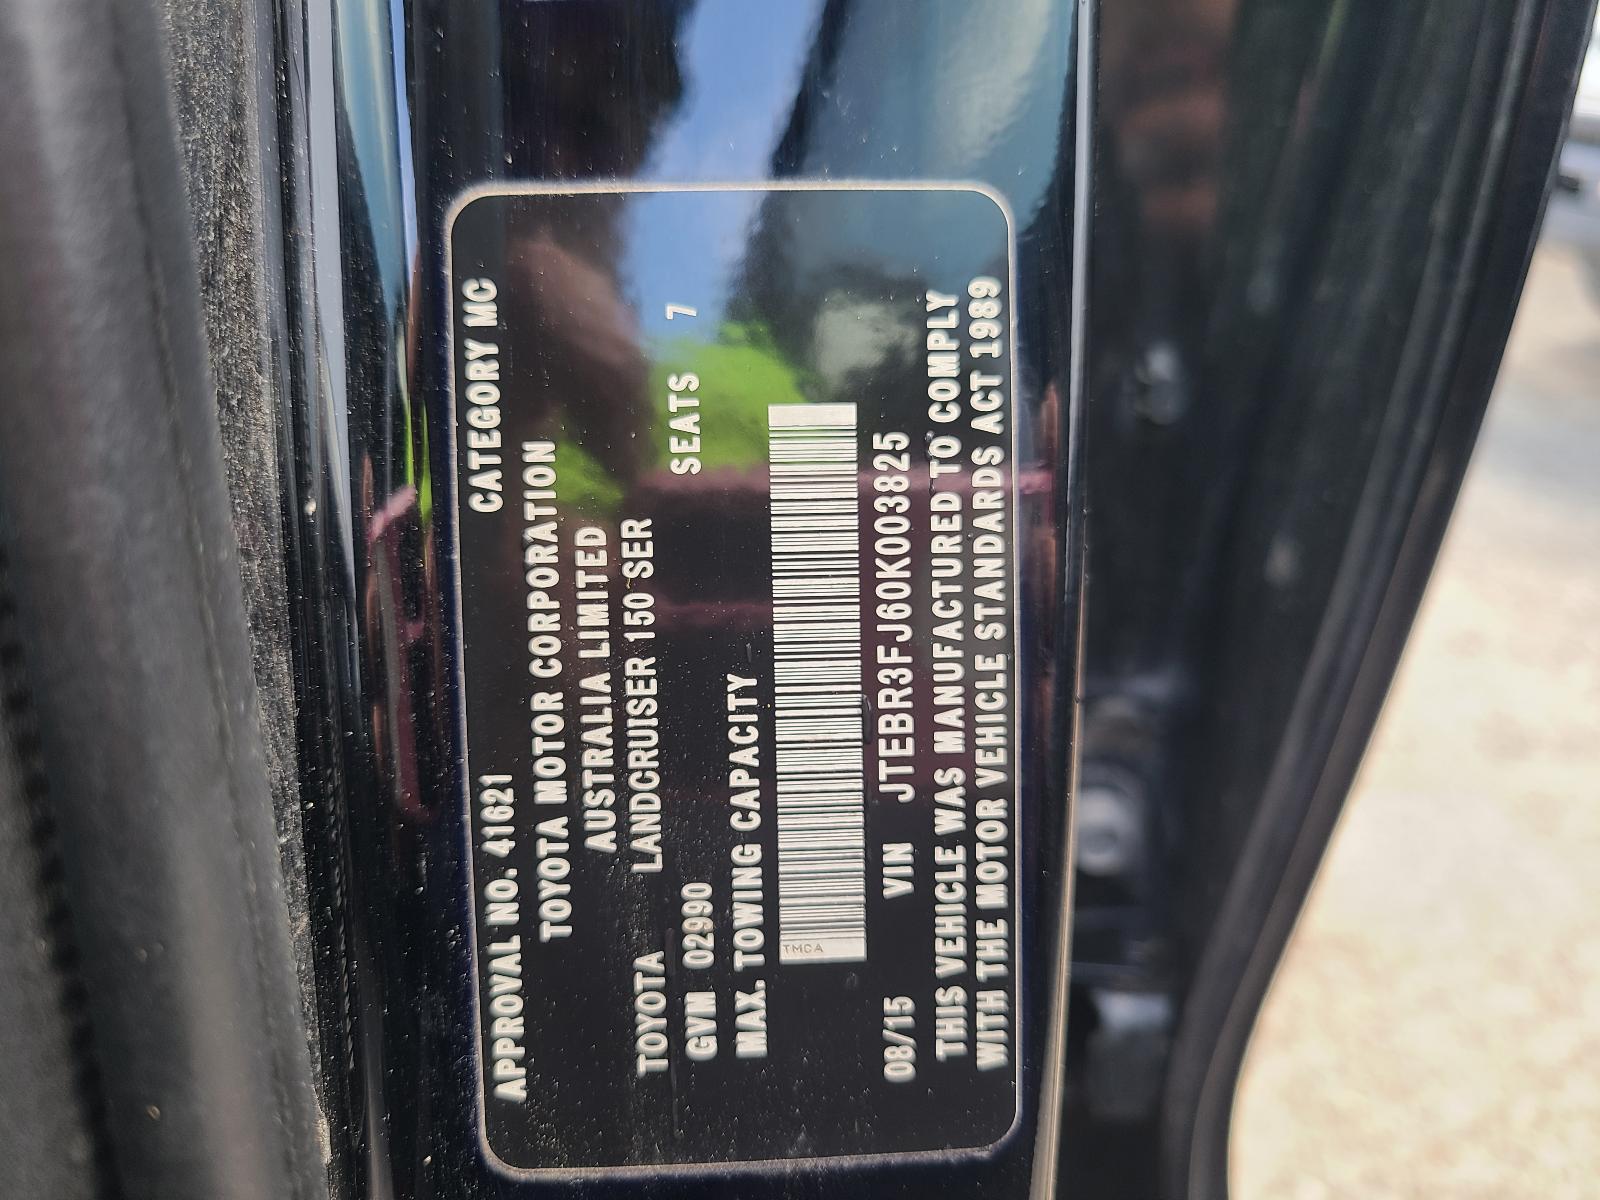 APPROVAL NO. 41621 CATEGORY MC
TOYOTA MOTOR CORPORATION
AUSTRALIA LIMITED
TOYOTA LANDCRUISER 150 SER
GVM 02990 SEATS 7
MAX. TOWING CAPACITY
TMCA
08/15 VIN JTEBR3FJ60K003825
THIS VEHICLE WAS MANUFACTURED TO COMPLY
WITH THE MOTOR VEHICLE STANDARDS ACT 1989